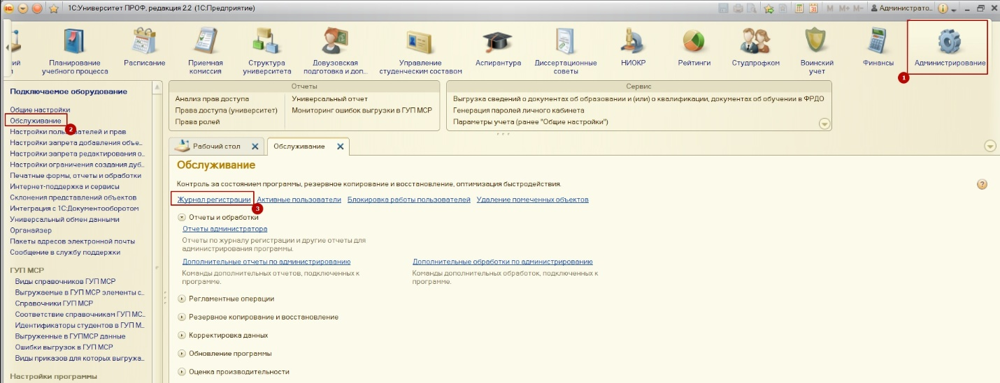 1С:Университет ПРОФ, редакция 2.2 (1С:Предприятие)
M M+ M- Администрато...
Планирование учебного процесса
Расписание
Приемная комиссия
Структура университета
Довузовская подготовка и доп...
Управление студенческим составом
Аспирантура
Диссертационные советы
НИОКР
Рейтинги
Студпрофком
Воинский учет
Финансы
Администрирование
1
Подключаемое оборудование
Общие настройки
Обслуживание
2
Настройки пользователей и прав
Настройки запрета добавления объе...
Настройки запрета редактирования о...
Настройки ограничения создания дуб...
Печатные формы, отчеты и обработки
Интернет-поддержка и сервисы
Склонения представлений объектов
Интеграция с 1С:Документооборотом
Универсальный обмен данными
Органайзер
Пакеты адресов электронной почты
Сообщение в службу поддержки
ГУП МСР
Виды справочников ГУП МСР
Выгружаемые в ГУП МСР элементы с...
Справочники ГУП МСР
Соответствие справочникам ГУП МС...
Идентификаторы студентов в ГУП М...
Выгруженные в ГУПМСР данные
Ошибки выгрузок в ГУП МСР
Виды приказов для которых выгружа...
Настройки программы
Отчеты
Анализ прав доступа
Права доступа (университет)
Права ролей
Универсальный отчет
Мониторинг ошибок выгрузки в ГУП МСР
Сервис
Выгрузка сведений о документах об образовании и (или) о квалификации, документах об обучении в ФРДО
Генерация паролей личного кабинета
Параметры учета (ранее "Общие настройки")
Рабочий стол
Обслуживание
Обслуживание
Контроль за состоянием программы, резервное копирование и восстановление, оптимизация быстродействия.
Журнал регистрации Активные пользователи Блокировка работы пользователей Удаление помеченных объектов
3
Отчеты и обработки
Отчеты администратора
Отчеты по журналу регистрации и другие отчеты для
администрирования программы.
Дополнительные отчеты по администрированию
Команды дополнительных отчетов, подключенных к
программе.
Дополнительные обработки по администрированию
Команды дополнительных обработок, подключенных к
программе.
Регламентные операции
Резервное копирование и восстановление
Корректировка данных
Обновление программы
Оценка производительности